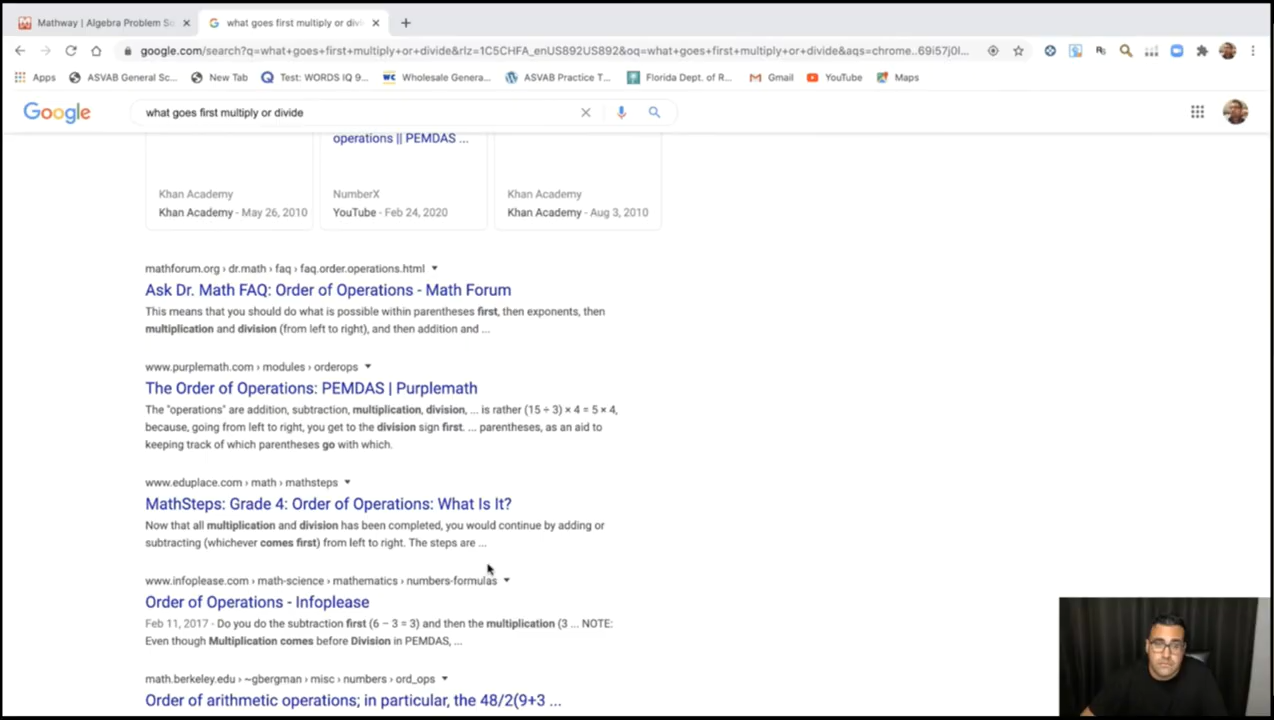 Mathway | Algebra Problem So
what goes first multiply or divi
google.com/search?q=what+goes+first+multiply+or+divide&rlz=1C5CHFA_enUS892US892&oq=what+goes+first+multiply+or+divide&aqs=chrome..69i57j0l...
Apps ASVAB General Sc... New Tab Test: WORDS IQ 9... Wholesale Genera... ASVAB Practice T... Florida Dept. of R... Gmail YouTube Maps
Google what goes first multiply or divide
operations || PEMDAS ...
Khan Academy NumberX Khan Academy
Khan Academy - May 26, 2010 YouTube - Feb 24, 2020 Khan Academy - Aug 3, 2010
mathforum.org › dr.math › faq › faq.order.operations.html
Ask Dr. Math FAQ: Order of Operations - Math Forum
This means that you should do what is possible within parentheses first, then exponents, then
multiplication and division (from left to right), and then addition and ...
www.purplemath.com › modules › orderops
The Order of Operations: PEMDAS | Purplemath
The "operations" are addition, subtraction, multiplication, division, ... is rather (15 ÷ 3) × 4 = 5 × 4,
because, going from left to right, you get to the division sign first. ... parentheses, as an aid to
keeping track of which parentheses go with which.
www.eduplace.com › math › mathsteps
MathSteps: Grade 4: Order of Operations: What Is It?
Now that all multiplication and division has been completed, you would continue by adding or
subtracting (whichever comes first) from left to right. The steps are ...
www.infoplease.com › math-science › mathematics › numbers-formulas
Order of Operations - Infoplease
Feb 11, 2017 - Do you do the subtraction first (6 − 3 = 3) and then the multiplication (3 ... NOTE:
Even though Multiplication comes before Division in PEMDAS, ...
math.berkeley.edu › ~gbergman › misc › numbers › ord_ops
Order of arithmetic operations; in particular, the 48/2(9+3 ...